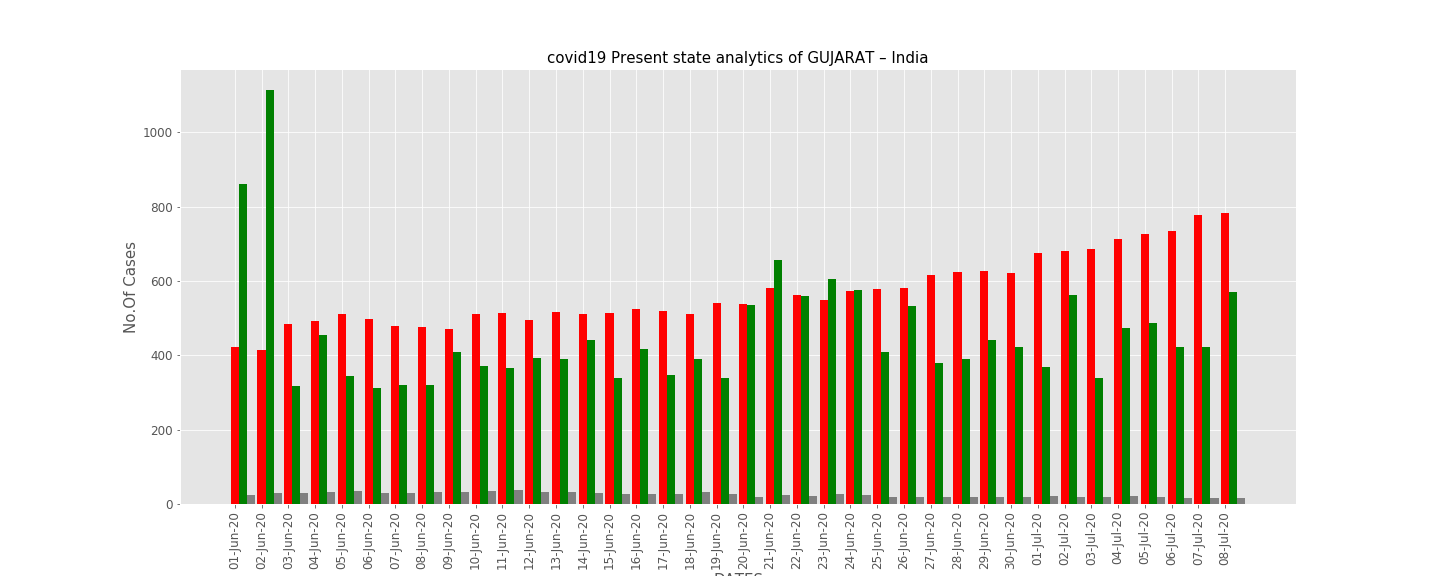 covid19 Present state analytics of GUJARAT – India
No.Of Cases
1000
800
600
400
200
0
01-Jun-20
02-Jun-20
03-Jun-20
04-Jun-20
05-Jun-20
06-Jun-20
07-Jun-20
08-Jun-20
09-Jun-20
10-Jun-20
11-Jun-20
12-Jun-20
13-Jun-20
14-Jun-20
15-Jun-20
16-Jun-20
17-Jun-20
18-Jun-20
19-Jun-20
20-Jun-20
21-Jun-20
22-Jun-20
23-Jun-20
24-Jun-20
25-Jun-20
26-Jun-20
27-Jun-20
28-Jun-20
29-Jun-20
30-Jun-20
01-Jul-20
02-Jul-20
03-Jul-20
04-Jul-20
05-Jul-20
06-Jul-20
07-Jul-20
08-Jul-20
DATES